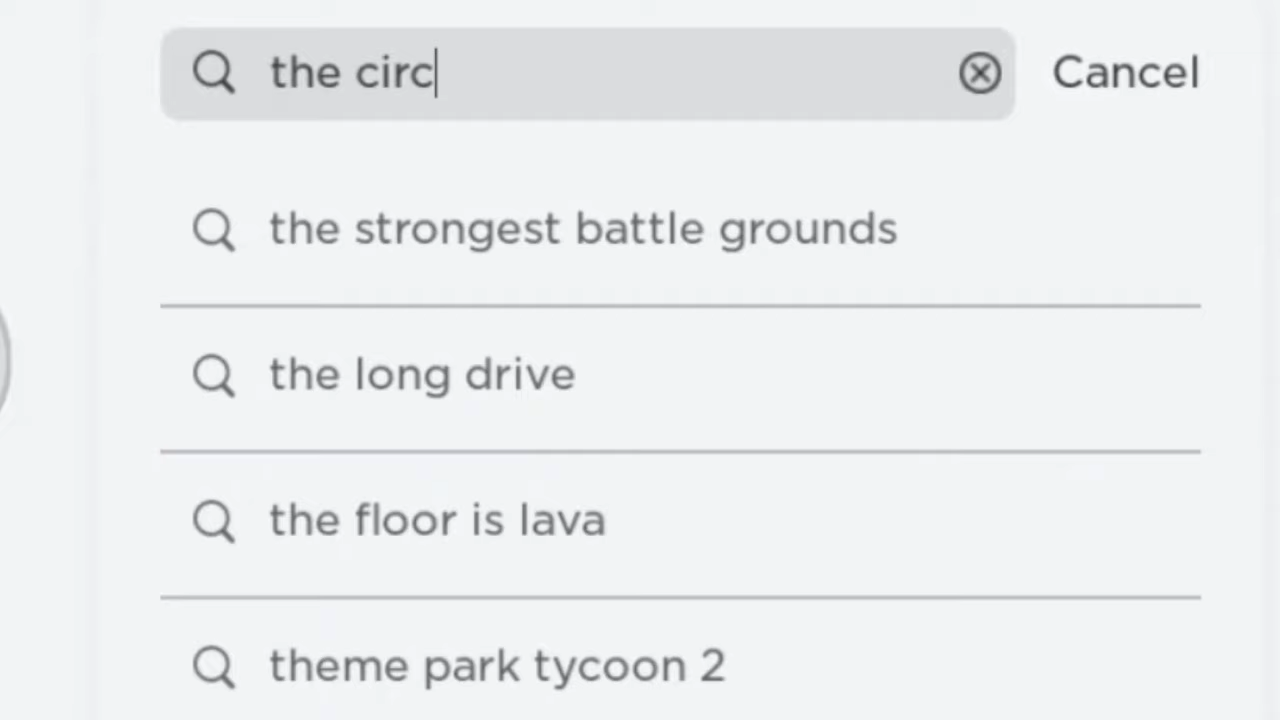 the circ Cancel
the strongest battle grounds
the long drive
the floor is lava
theme park tycoon 2